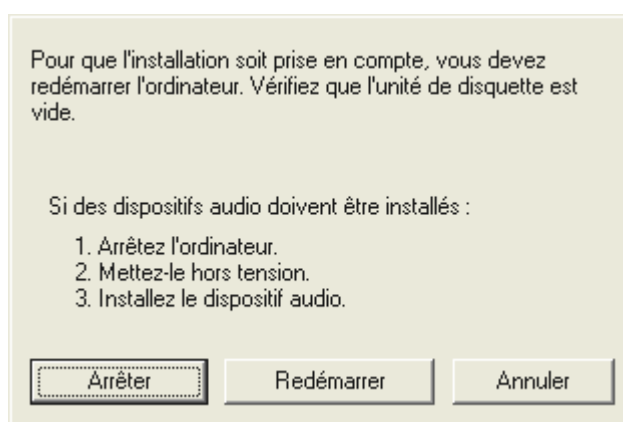 Pour que l'installation soit prise en compte, vous devez
redémarrer l'ordinateur. Vérifiez que l'unité de disquette est
vide.
Si des dispositifs audio doivent être installés :
1. Arrêtez l'ordinateur.
2. Mettez-le hors tension.
3. Installez le dispositif audio.
Arrêter Redémarrer Annuler